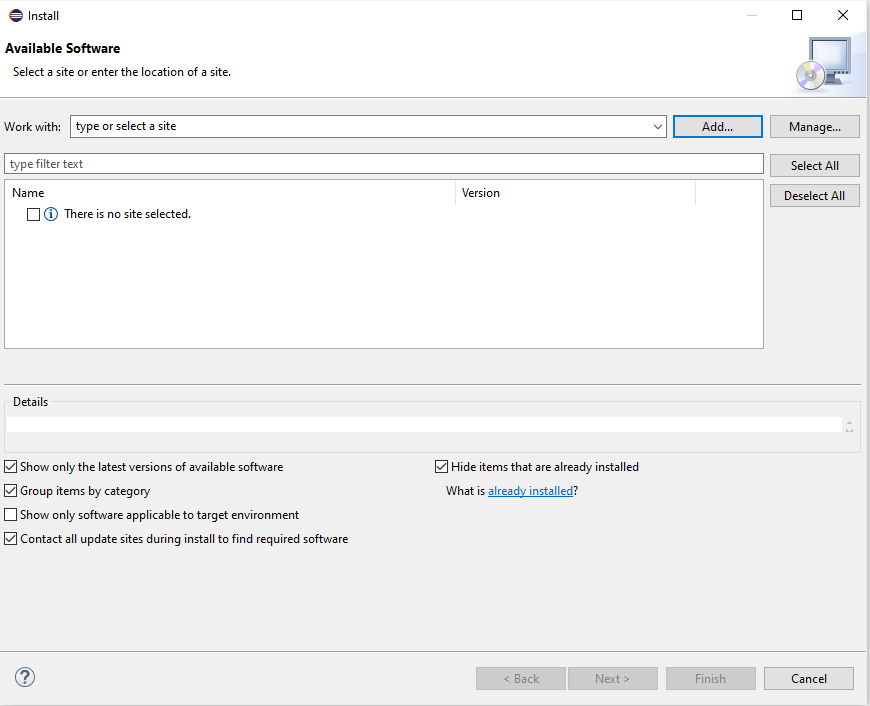 Install
Available Software
Select a site or enter the location of a site.
Work with: type or select a site Add... Manage...
type filter text Select All
Name Version Deselect All
There is no site selected.
Details
Show only the latest versions of available software Hide items that are already installed
Group items by category What is already installed?
Show only software applicable to target environment
Contact all update sites during install to find required software
? < Back Next > Finish Cancel